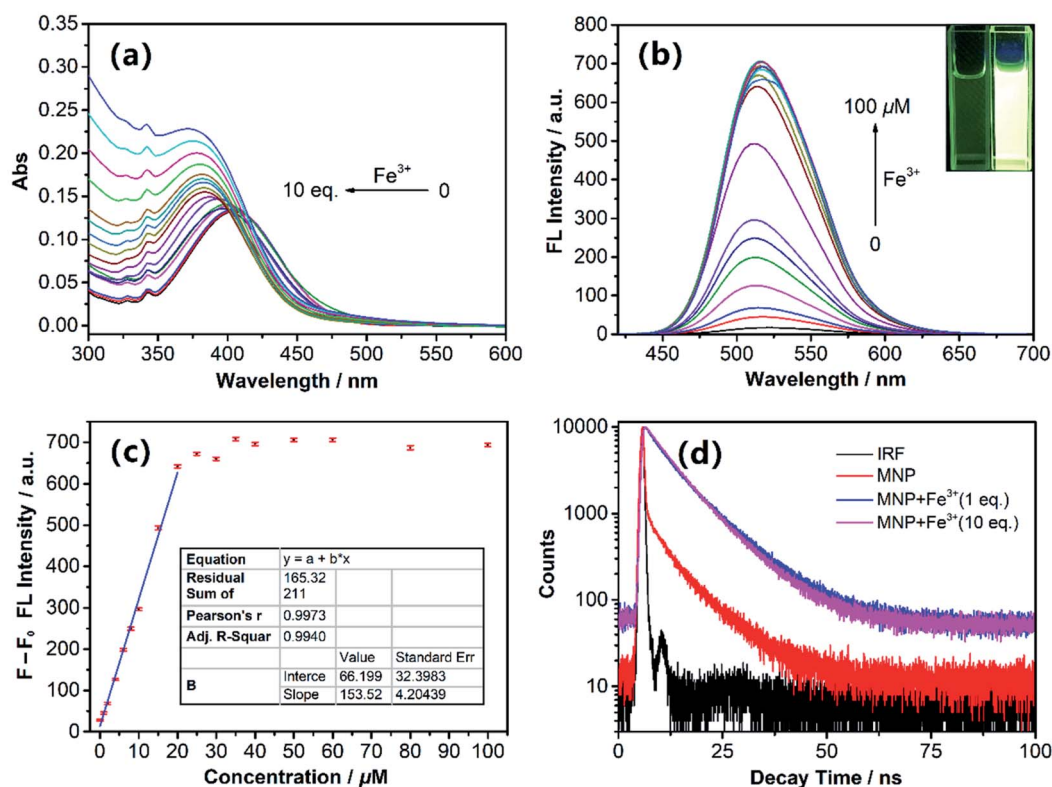 (a)
0.35
0.30
0.25
0.20
0.15
0.10
0.05
0.00
Abs
10 eq.
Fe³⁺
0
300
350
400
450
500
550
600
Wavelength / nm
(b)
800
700
600
500
400
300
200
100
0
FL Intensity / a.u.
100 μM
Fe³⁺
0
450
500
550
600
650
700
Wavelength / nm
(c)
700
600
500
400
300
200
100
0
F – F₀ FL Intensity / a.u.
Equation y = a + b*x
Residual Sum of 165.32 211
Pearson's r 0.9973
Adj. R-Squar 0.9940
Value Standard Err
B Interce 66.199 32.3983
Slope 153.52 4.20439
0
10
20
30
40
50
60
70
80
90
100
Concentration / μM
(d)
10000
1000
100
10
Counts
IRF
MNP
MNP+Fe³⁺(1 eq.)
MNP+Fe³⁺(10 eq.)
0
25
50
75
100
Decay Time / ns